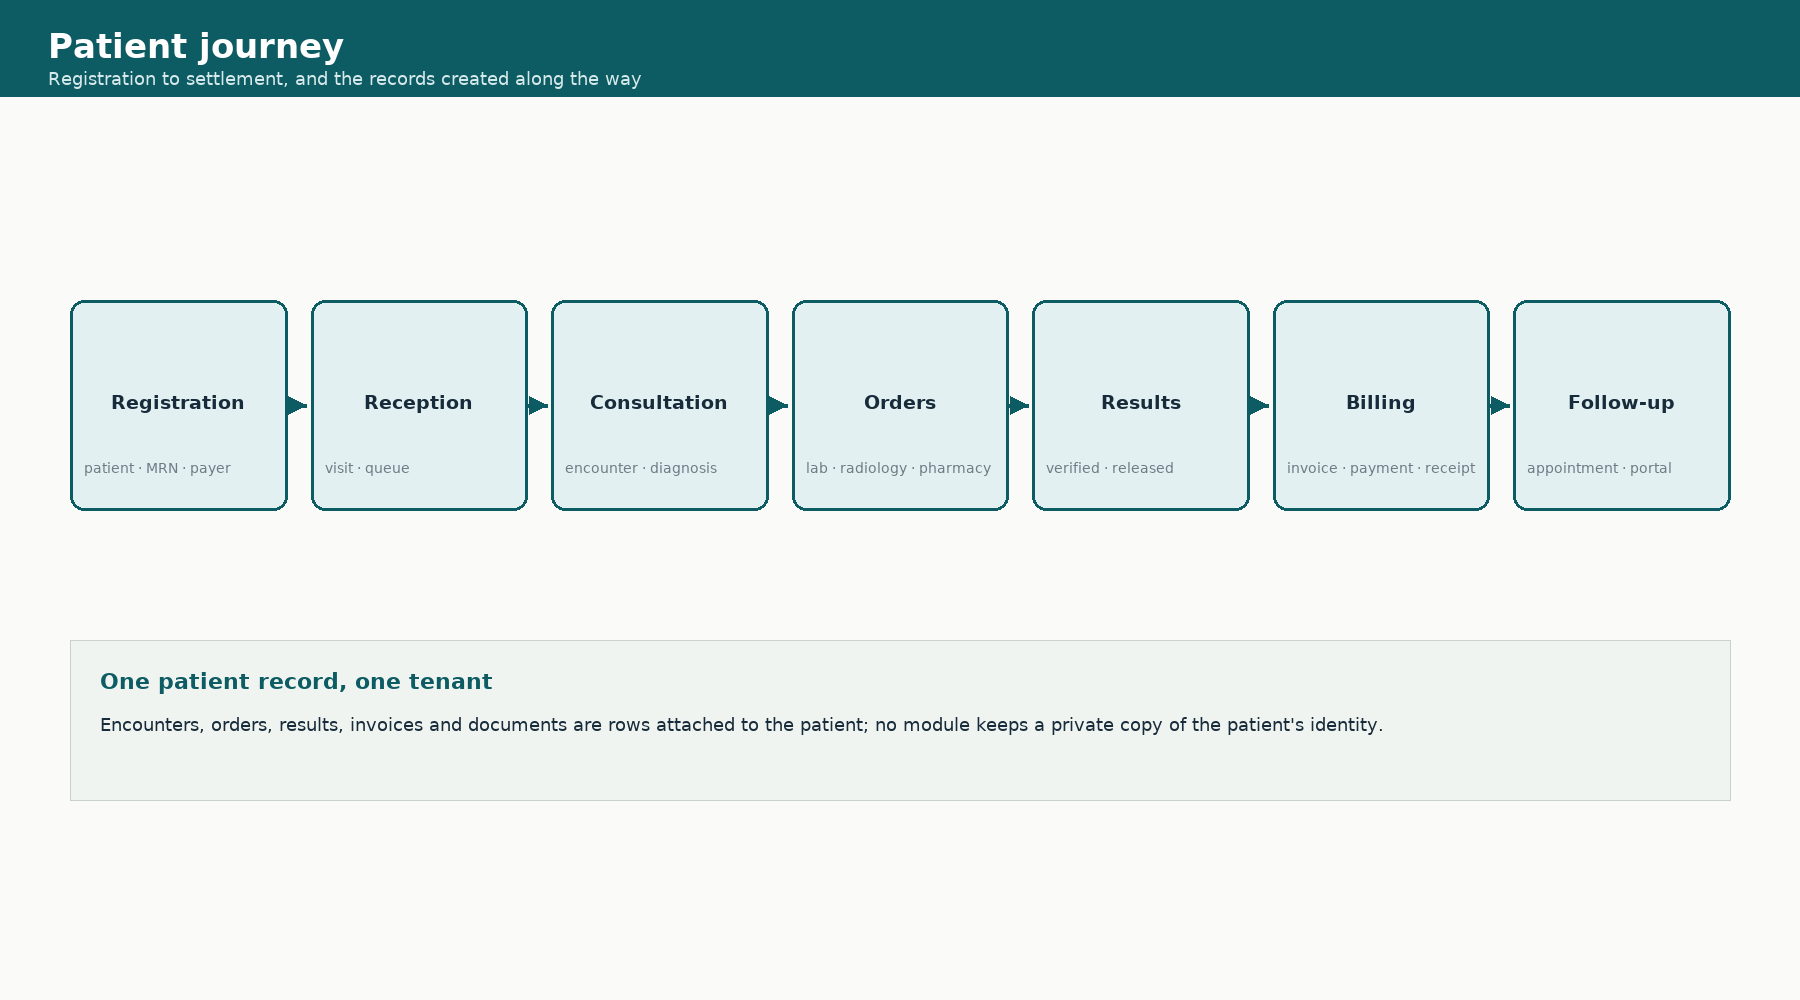 Patient journey
Registration to settlement, and the records created along the way
Registration
patient · MRN · payer
Reception
visit · queue
Consultation
encounter · diagnosis
Orders
lab · radiology · pharmacy
Results
verified · released
Billing
invoice · payment · receipt
Follow-up
appointment · portal
One patient record, one tenant
Encounters, orders, results, invoices and documents are rows attached to the patient; no module keeps a private copy of the patient's identity.